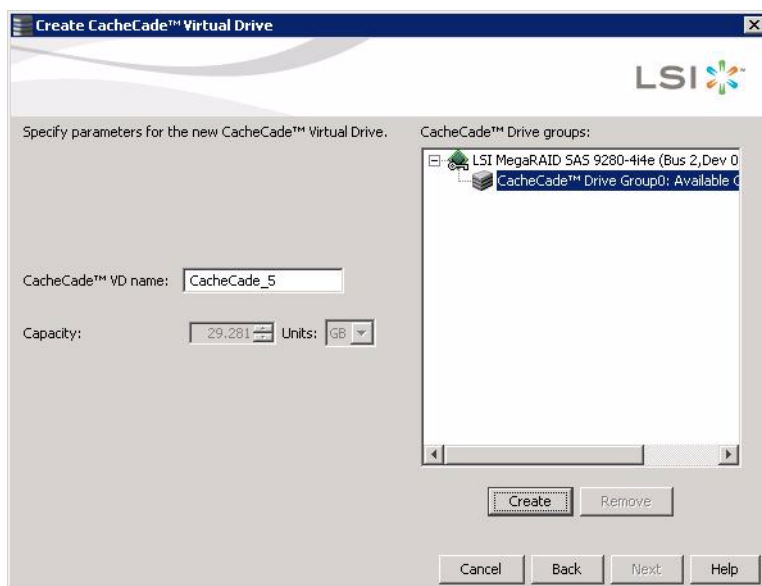 Create CacheCade™ Virtual Drive
LSI™
Specify parameters for the new CacheCade™ Virtual Drive.
CacheCade™ Drive groups:
LSI MegaRAID SAS 9280-4i4e (Bus 2,Dev 0
CacheCade™ Drive Group0: Available C
CacheCade™ VD name: CacheCade_5
Capacity: 29.281 Units: GB
Create Remove
Cancel Back Next Help